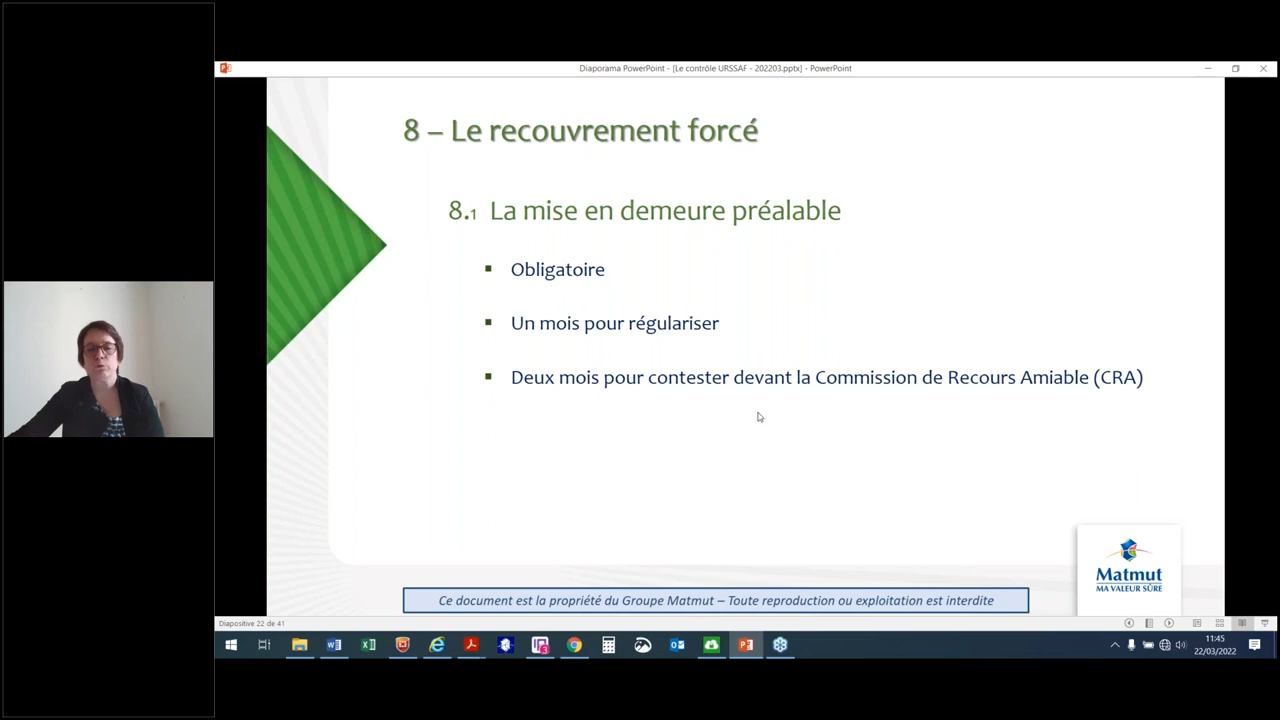 Diaporama PowerPoint - [Le contrôle URSSAF - 202203.pptx] - PowerPoint
8 – Le recouvrement forcé
8.1 La mise en demeure préalable
Obligatoire
Un mois pour régulariser
Deux mois pour contester devant la Commission de Recours Amiable (CRA)
Matmut
MA VALEUR SÛRE
Ce document est la propriété du Groupe Matmut – Toute reproduction ou exploitation est interdite
Diapositive 22 de 41
11:45
22/03/2022